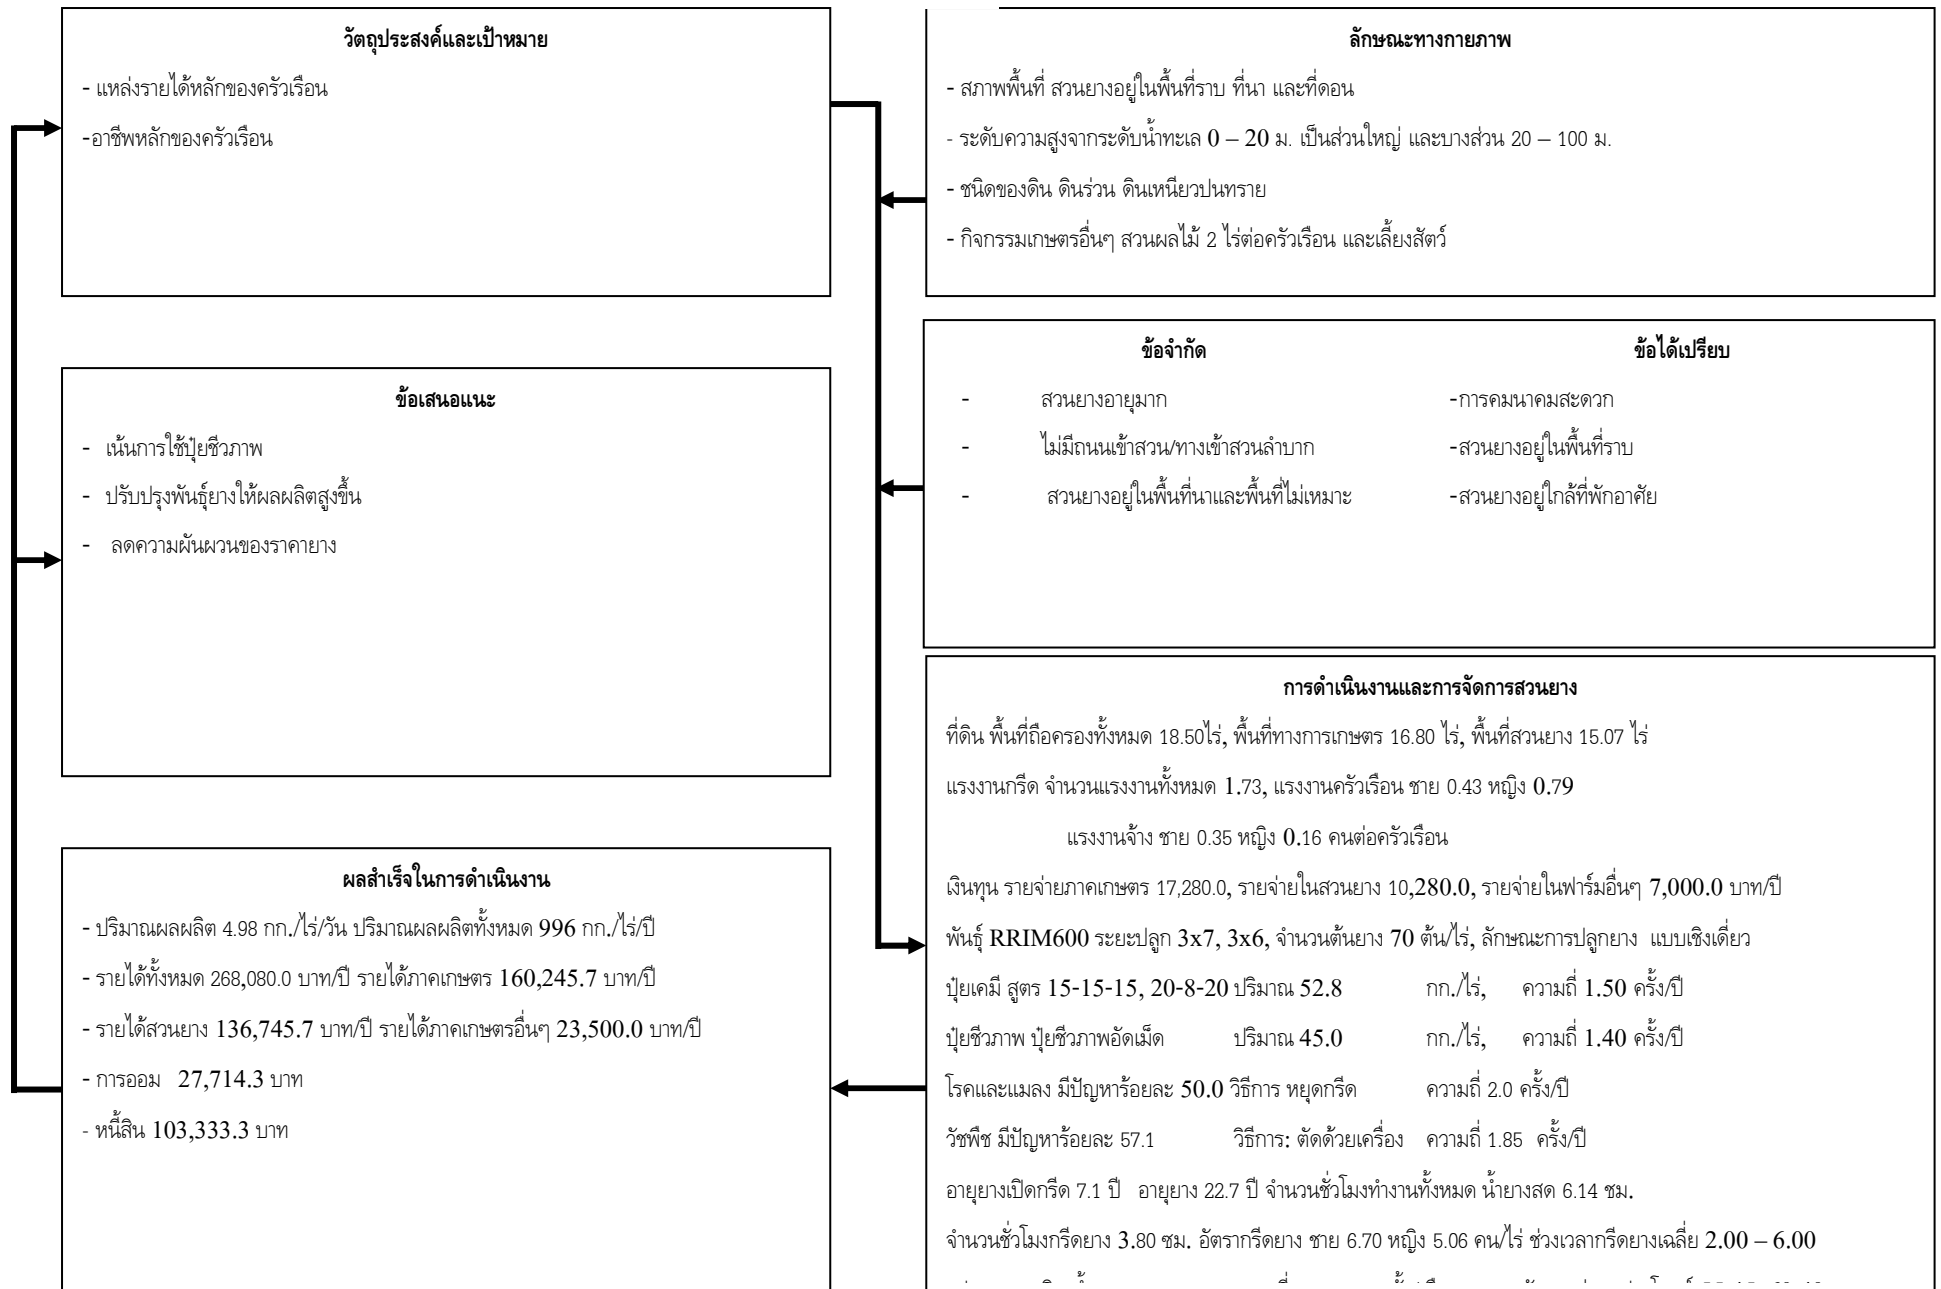 วัตถุประสงค์และเป้าหมาย
- แหล่งรายได้หลักของครัวเรือน
-อาชีพหลักของครัวเรือน
ลักษณะทางกายภาพ
- สภาพพื้นที่ สวนยางอยู่ในพื้นที่ราบ ที่นา และที่ดอน
- ระดับความสูงจากระดับน้ำทะเล 0 – 20 ม. เป็นส่วนใหญ่ และบางส่วน 20 – 100 ม.
- ชนิดของดิน ดินร่วน ดินเหนียวปนทราย
- กิจกรรมเกษตรอื่นๆ สวนผลไม้ 2 ไร่ต่อครัวเรือน และเลี้ยงสัตว์
ข้อจำกัด ข้อได้เปรียบ
- สวนยางอายุมาก -การคมนาคมสะดวก
- ไม่มีถนนเข้าสวน/ทางเข้าสวนลำบาก -สวนยางอยู่ในพื้นที่ราบ
- สวนยางอยู่ในพื้นที่นาและพื้นที่ไม่เหมาะ -สวนยางอยู่ใกล้ที่พักอาศัย
ข้อเสนอแนะ
- เน้นการใช้ปุ๋ยชีวภาพ
- ปรับปรุงพันธุ์ยางให้ผลผลิตสูงขึ้น
- ลดความผันผวนของราคายาง
การดำเนินงานและการจัดการสวนยาง
ที่ดิน พื้นที่ถือครองทั้งหมด 18.50ไร่, พื้นที่ทางการเกษตร 16.80 ไร่, พื้นที่สวนยาง 15.07 ไร่
แรงงานกรีด จำนวนแรงงานทั้งหมด 1.73, แรงงานครัวเรือน ชาย 0.43 หญิง 0.79
แรงงานจ้าง ชาย 0.35 หญิง 0.16 คนต่อครัวเรือน
เงินทุน รายจ่ายภาคเกษตร 17,280.0, รายจ่ายในสวนยาง 10,280.0, รายจ่ายในฟาร์มอื่นๆ 7,000.0 บาท/ปี
พันธุ์ RRIM600 ระยะปลูก 3x7, 3x6, จำนวนต้นยาง 70 ต้น/ไร่, ลักษณะการปลูกยาง แบบเชิงเดี่ยว
ปุ๋ยเคมี สูตร 15-15-15, 20-8-20 ปริมาณ 52.8 กก./ไร่, ความถี่ 1.50 ครั้ง/ปี
ปุ๋ยชีวภาพ ปุ๋ยชีวภาพอัดเม็ด ปริมาณ 45.0 กก./ไร่, ความถี่ 1.40 ครั้ง/ปี
โรคและแมลง มีปัญหาร้อยละ 50.0 วิธีการ หยุดกรีด ความถี่ 2.0 ครั้ง/ปี
วัชพืช มีปัญหาร้อยละ 57.1 วิธีการ: ตัดด้วยเครื่อง ความถี่ 1.85 ครั้ง/ปี
อายุยางเปิดกรีด 7.1 ปี อายุยาง 22.7 ปี จำนวนชั่วโมงทำงานทั้งหมด น้ำยางสด 6.14 ชม.
จำนวนชั่วโมงกรีดยาง 3.80 ซม. อัตรากรีดยาง ชาย 6.70 หญิง 5.06 คน/ไร่ ช่วงเวลากรีดยางเฉลี่ย 2.00 – 6.00
ผลสำเร็จในการดำเนินงาน
- ปริมาณผลผลิต 4.98 กก./ไร่/วัน ปริมาณผลผลิตทั้งหมด 996 กก./ไร่/ปี
- รายได้ทั้งหมด 268,080.0 บาท/ปี รายได้ภาคเกษตร 160,245.7 บาท/ปี
- รายได้สวนยาง 136,745.7 บาท/ปี รายได้ภาคเกษตรอื่นๆ 23,500.0 บาท/ปี
- การออม 27,714.3 บาท
- หนี้สิน 103,333.3 บาท